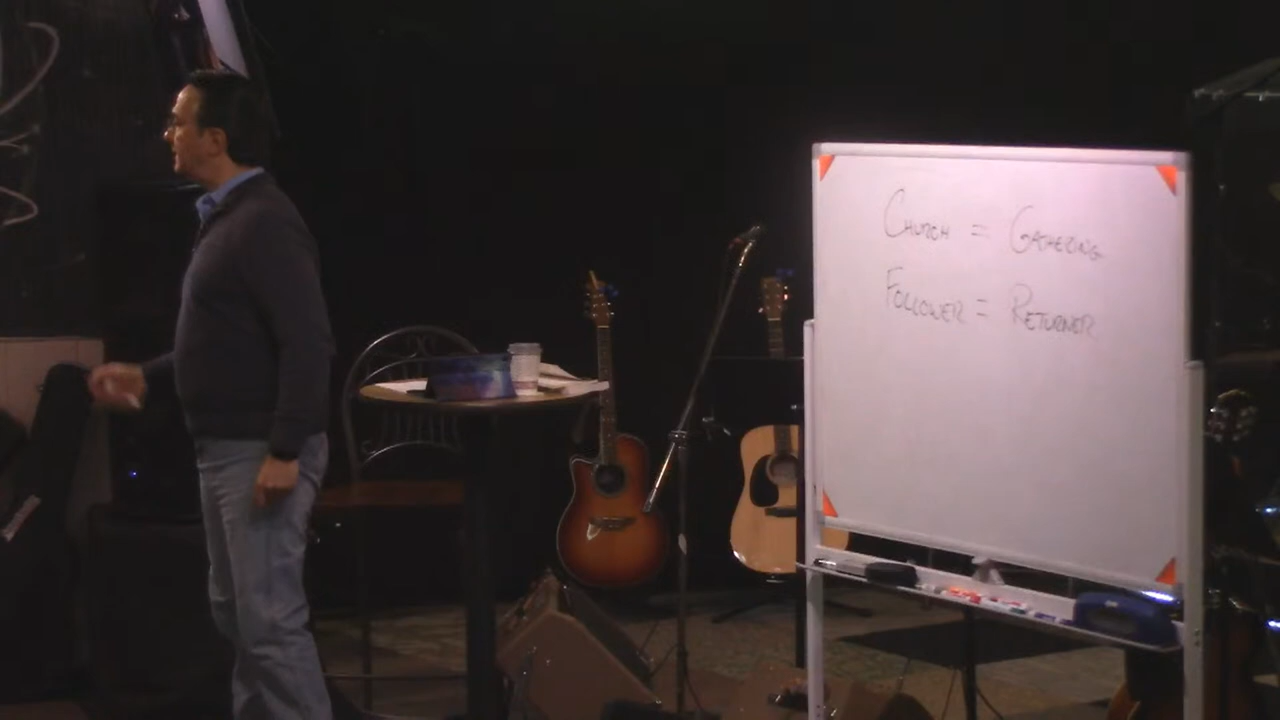 CHURCH = GATHERING
FOLLOWER = RETURNER